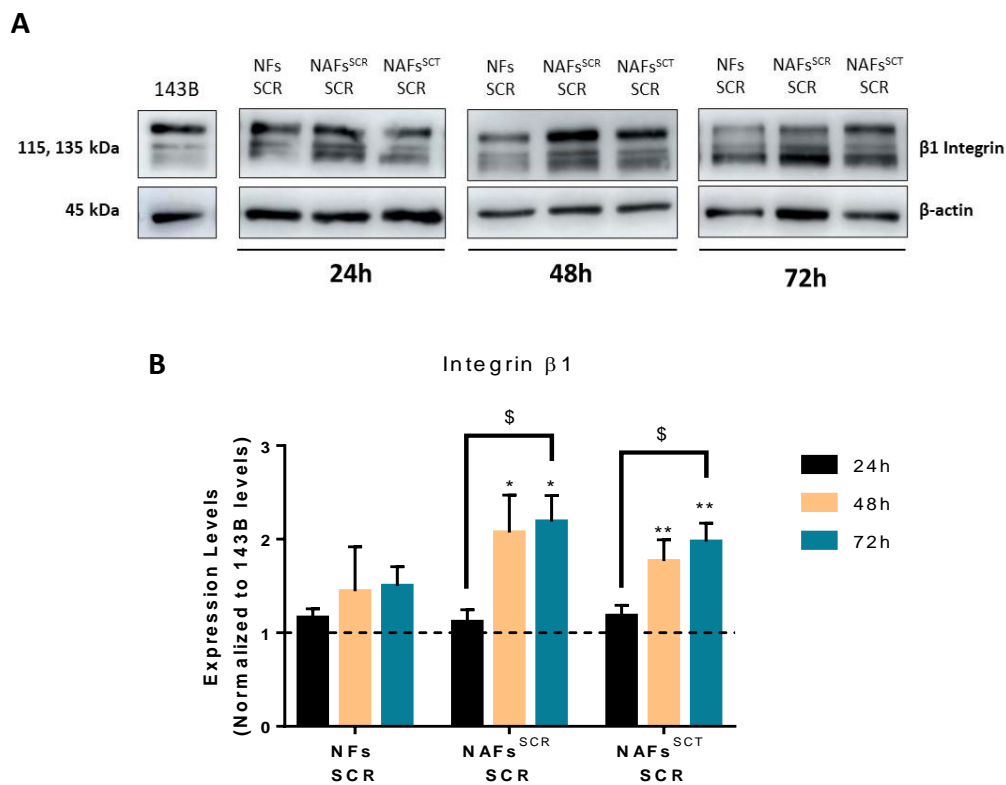 A
143B
NFs SCR
NAFsSCR SCR
NAFsSCT SCR
NFs SCR
NAFsSCR SCR
NAFsSCT SCR
NFs SCR
NAFsSCR SCR
NAFsSCT SCR
115, 135 kDa
β1 Integrin
45 kDa
β-actin
24h
48h
72h
B
Integrin β1
Expression Levels
(Normalized to 143B levels)
3
2
1
0
$
$
*
*
**
**
24h
48h
72h
NFs
SCR
NAFsSCR
SCR
NAFsSCT
SCR